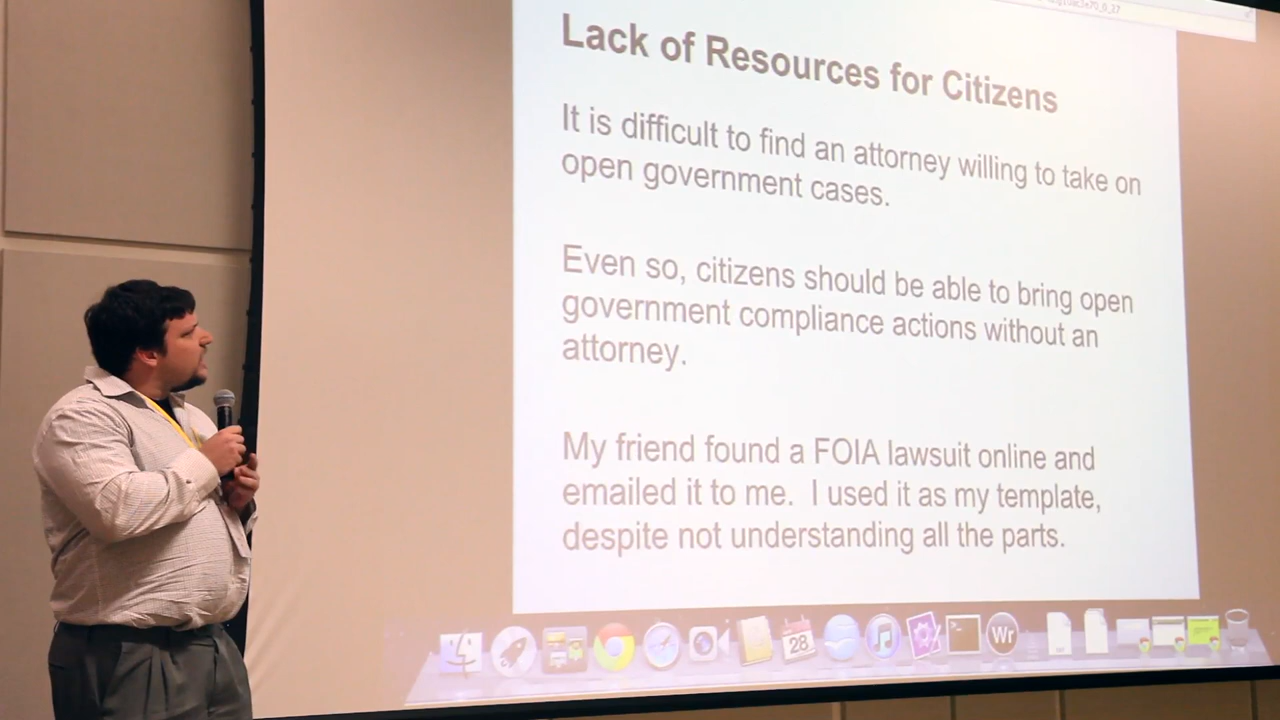 Lack of Resources for Citizens
It is difficult to find an attorney willing to take on
open government cases.
Even so, citizens should be able to bring open
government compliance actions without an
attorney.
My friend found a FOIA lawsuit online and
emailed it to me.  I used it as my template,
despite not understanding all the parts.
28
Wr